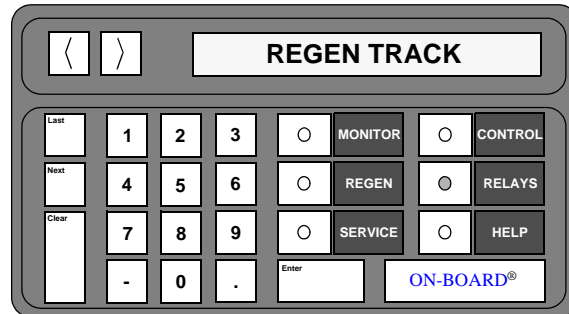 〈 〉 REGEN TRACK
Last 1 2 3 MONITOR CONTROL
Next 4 5 6 REGEN RELAYS
Clear 7 8 9 SERVICE HELP
- 0 . Enter ON-BOARD®